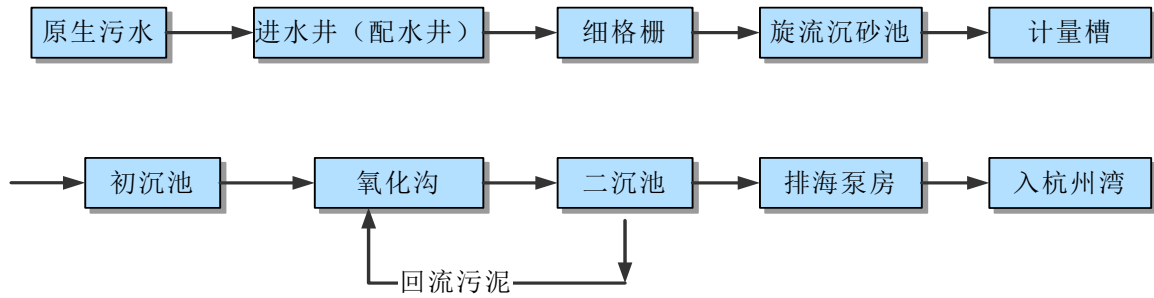 原生污水
进水井（配水井）
细格栅
旋流沉砂池
计量槽
初沉池
氧化沟
二沉池
排海泵房
入杭州湾
回流污泥